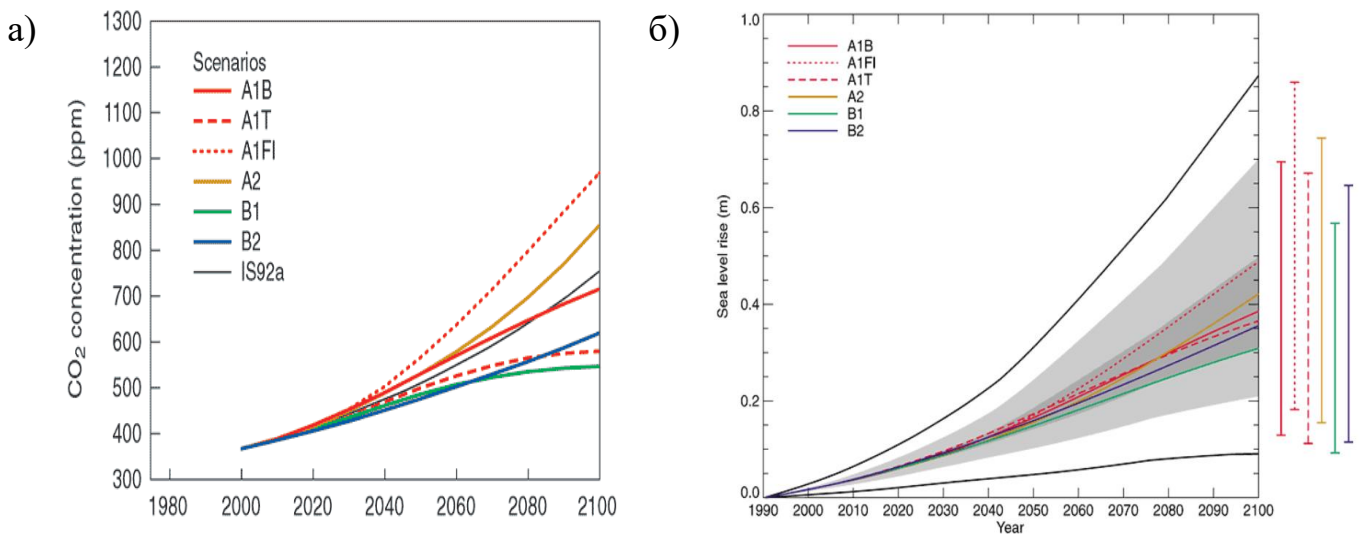 а)
CO2 concentration (ppm)
1300
1200
1100
1000
900
800
700
600
500
400
300
Scenarios
A1B
A1T
A1FI
A2
B1
B2
IS92a
1980 2000 2020 2040 2060 2080 2100
б)
Sea level rise (m)
1.0
0.8
0.6
0.4
0.2
0.0
A1B
A1FI
A1T
A2
B1
B2
1990 2000 2010 2020 2030 2040 2050 2060 2070 2080 2090 2100
Year